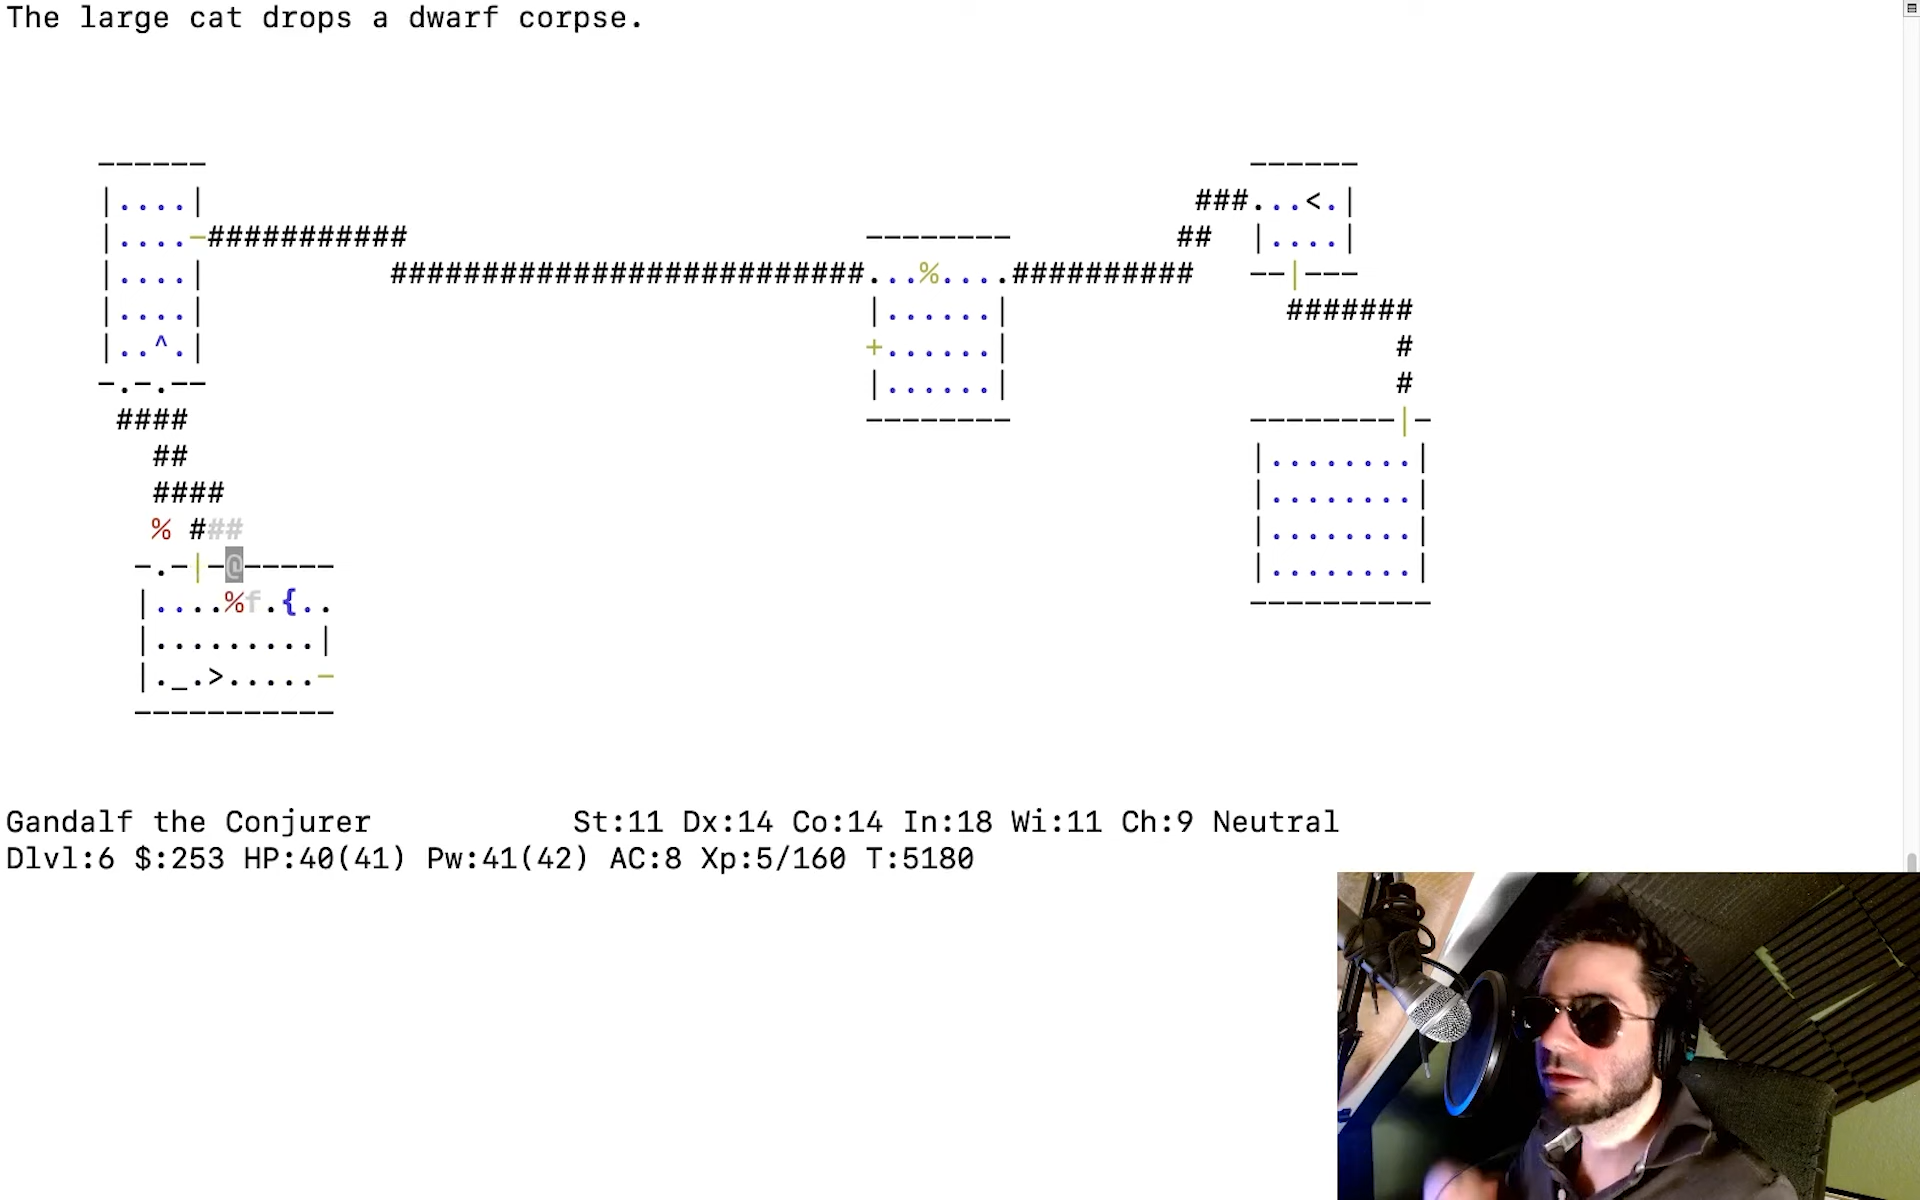 The large cat drops a dwarf corpse.
------                                                         ------
|....|                                                      ###...<.|
|....-###########                         --------         ## |....|
|....|          ##########################...%....##########  --|---
|....|                                    |......|              #######
|..^.|                                    +......|                    #
-.-.--                                    |......|                    #
####                                      --------            --------|-
##                                                            |........|
####                                                          |........|
% ###                                                         |........|
-.-|-@-----                                                   |........|
|....%f.{..                                                   ----------
|.........|
|._.>.....-
-----------
Gandalf the Conjurer St:11 Dx:14 Co:14 In:18 Wi:11 Ch:9 Neutral
Dlvl:6 $:253 HP:40(41) Pw:41(42) AC:8 Xp:5/160 T:5180